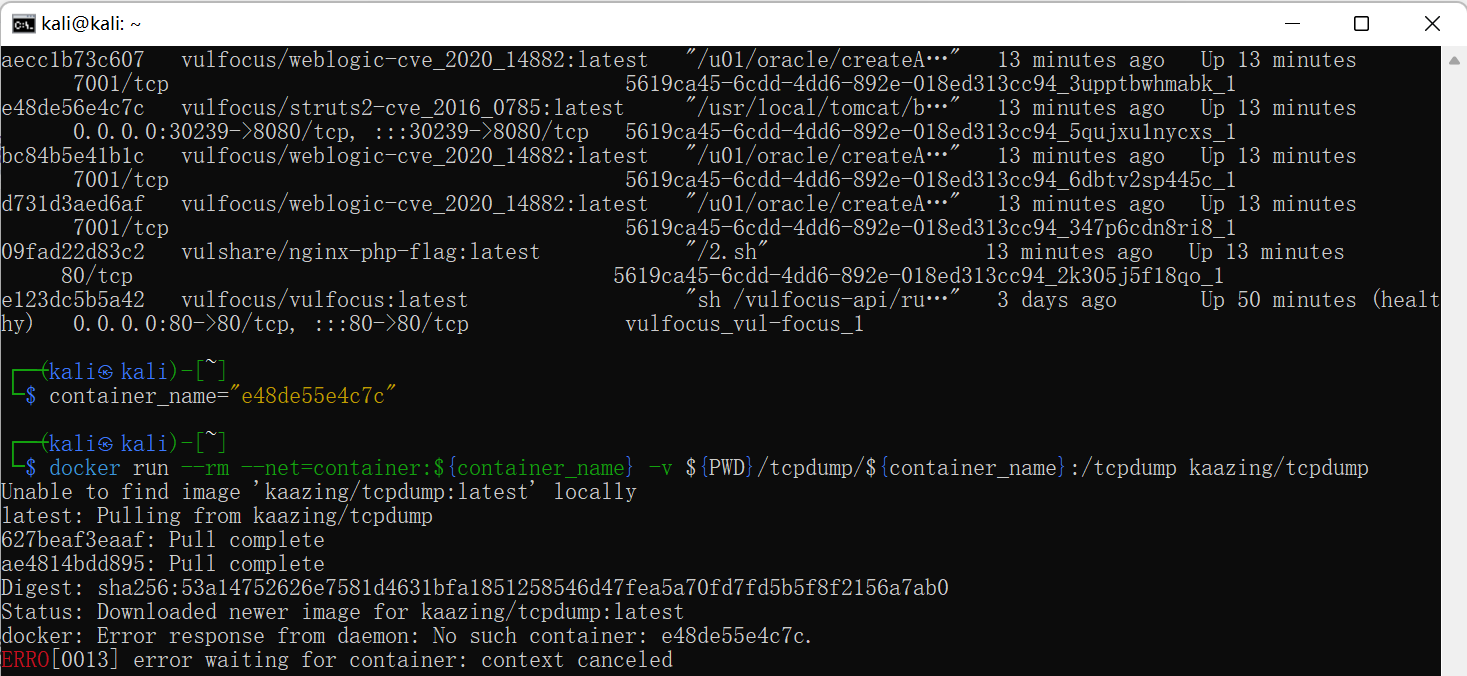 kali@kali: ~
aecc1b73c607   vulfocus/weblogic-cve_2020_14882:latest   "/u01/oracle/createA…"   13 minutes ago   Up 13 minutes
7001/tcp   5619ca45-6cdd-4dd6-892e-018ed313cc94_3upptbwhmabk_1
e48de56e4c7c   vulfocus/struts2-cve_2016_0785:latest   "/usr/local/tomcat/b…"   13 minutes ago   Up 13 minutes
0.0.0.0:30239->8080/tcp, :::30239->8080/tcp   5619ca45-6cdd-4dd6-892e-018ed313cc94_5qujxu1nycxs_1
bc84b5e41b1c   vulfocus/weblogic-cve_2020_14882:latest   "/u01/oracle/createA…"   13 minutes ago   Up 13 minutes
7001/tcp   5619ca45-6cdd-4dd6-892e-018ed313cc94_6dbtv2sp445c_1
d731d3aed6af   vulfocus/weblogic-cve_2020_14882:latest   "/u01/oracle/createA…"   13 minutes ago   Up 13 minutes
7001/tcp   5619ca45-6cdd-4dd6-892e-018ed313cc94_347p6cdn8ri8_1
09fad22d83c2   vulshare/nginx-php-flag:latest   "/2.sh"   13 minutes ago   Up 13 minutes
80/tcp   5619ca45-6cdd-4dd6-892e-018ed313cc94_2k305j5f18qo_1
e123dc5b5a42   vulfocus/vulfocus:latest   "sh /vulfocus-api/ru…"   3 days ago   Up 50 minutes (healt
hy)   0.0.0.0:80->80/tcp, :::80->80/tcp   vulfocus_vul-focus_1
┌──(kali㉿kali)-[~]
└─$ container_name="e48de55e4c7c"
┌──(kali㉿kali)-[~]
└─$ docker run --rm --net=container:${container_name} -v ${PWD}/tcpdump/${container_name}:/tcpdump kaazing/tcpdump
Unable to find image 'kaazing/tcpdump:latest' locally
latest: Pulling from kaazing/tcpdump
627beaf3eaaf: Pull complete
ae4814bdd895: Pull complete
Digest: sha256:53a14752626e7581d4631bfa1851258546d47fea5a70fd7fd5b5f8f2156a7ab0
Status: Downloaded newer image for kaazing/tcpdump:latest
docker: Error response from daemon: No such container: e48de55e4c7c.
ERRO[0013] error waiting for container: context canceled